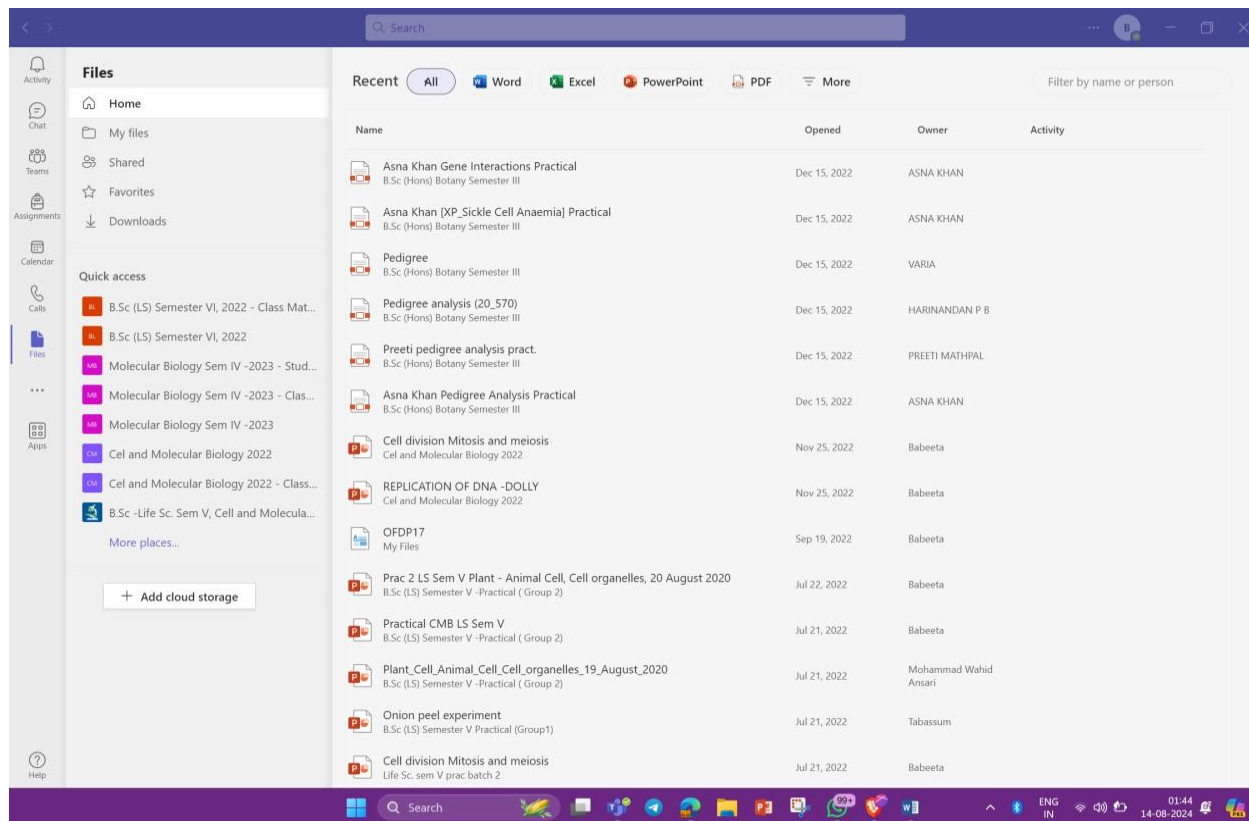 Search
B
Activity
Chat
Teams
Assignments
Calendar
Calls
Files
Apps
Help
Files
Home
My files
Shared
Favorites
Downloads
Quick access
BL B.Sc (LS) Semester VI, 2022 - Class Mat...
BL B.Sc (LS) Semester VI, 2022
MB Molecular Biology Sem IV -2023 - Stud...
MB Molecular Biology Sem IV -2023 - Clas...
MB Molecular Biology Sem IV -2023
CM Cel and Molecular Biology 2022
CM Cel and Molecular Biology 2022 - Class...
B.Sc -Life Sc. Sem V, Cell and Molecula...
More places...
+ Add cloud storage
Recent All Word Excel PowerPoint PDF More Filter by name or person
Name Opened Owner Activity
Asna Khan Gene Interactions Practical
B.Sc (Hons) Botany Semester III
Dec 15, 2022 ASNA KHAN
Asna Khan [XP_Sickle Cell Anaemia] Practical
B.Sc (Hons) Botany Semester III
Dec 15, 2022 ASNA KHAN
Pedigree
B.Sc (Hons) Botany Semester III
Dec 15, 2022 VARIA
Pedigree analysis (20_570)
B.Sc (Hons) Botany Semester III
Dec 15, 2022 HARINANDAN P B
Preeti pedigree analysis pract.
B.Sc (Hons) Botany Semester III
Dec 15, 2022 PREETI MATHPAL
Asna Khan Pedigree Analysis Practical
B.Sc (Hons) Botany Semester III
Dec 15, 2022 ASNA KHAN
Cell division Mitosis and meiosis
Cel and Molecular Biology 2022
Nov 25, 2022 Babeeta
REPLICATION OF DNA -DOLLY
Cel and Molecular Biology 2022
Nov 25, 2022 Babeeta
OFDP17
My Files
Sep 19, 2022 Babeeta
Prac 2 LS Sem V Plant - Animal Cell, Cell organelles, 20 August 2020
B.Sc (LS) Semester V -Practical ( Group 2)
Jul 22, 2022 Babeeta
Practical CMB LS Sem V
B.Sc (LS) Semester V -Practical ( Group 2)
Jul 21, 2022 Babeeta
Plant_Cell_Animal_Cell_Cell_organelles_19_August_2020
B.Sc (LS) Semester V -Practical ( Group 2)
Jul 21, 2022 Mohammad Wahid
Ansari
Onion peel experiment
B.Sc (LS) Semester V Practical (Group1)
Jul 21, 2022 Tabassum
Cell division Mitosis and meiosis
Life Sc. sem V prac batch 2
Jul 21, 2022 Babeeta
Search 99+ ENG 01:44
IN 14-08-2024